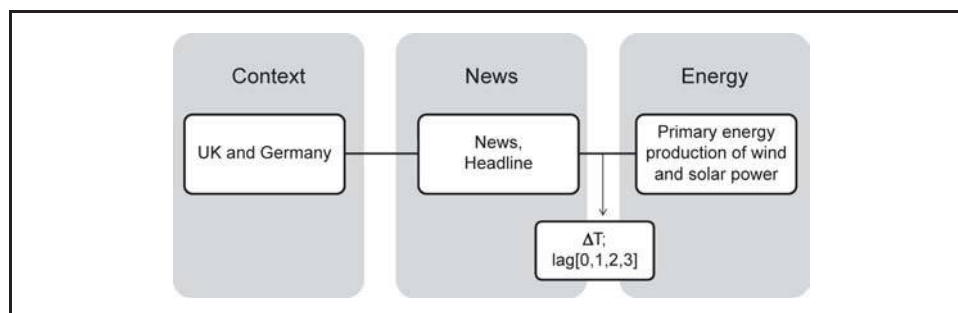 Context
News
Energy
UK and Germany
News,
Headline
Primary energy
production of wind
and solar power
ΔT;
lag[0,1,2,3]